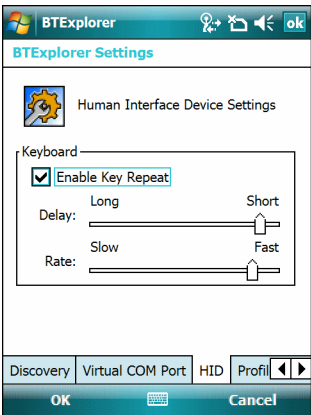 BTExplorer ok
BTExplorer Settings
Human Interface Device Settings
Keyboard
Enable Key Repeat
Long Short
Delay:
Slow Fast
Rate:
Discovery Virtual COM Port HID Profil
OK Cancel